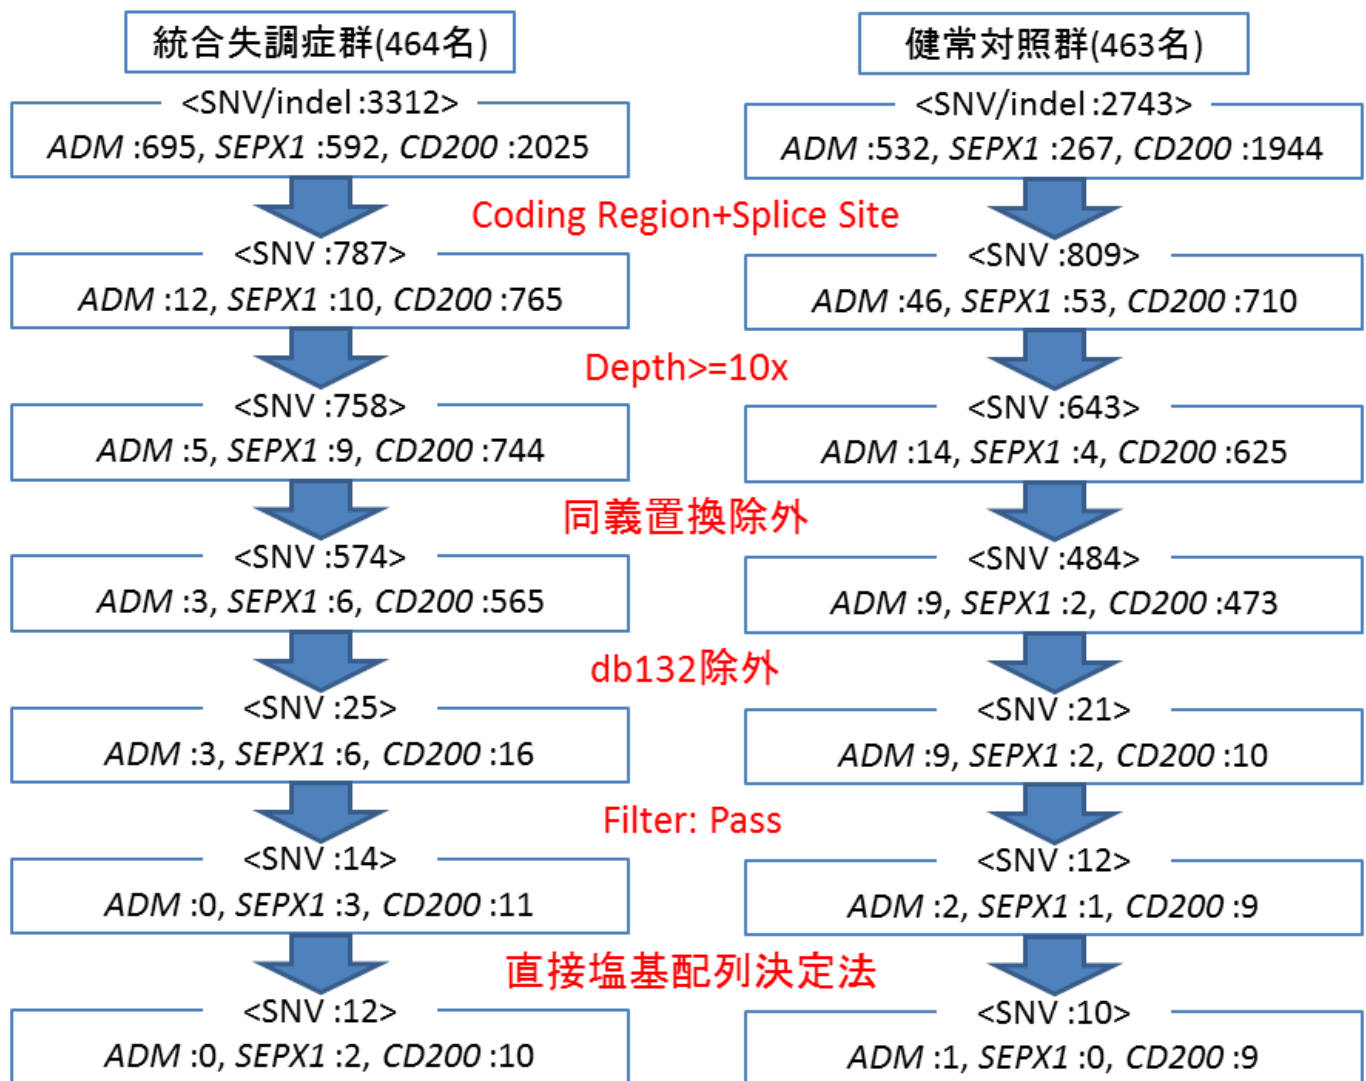 統合失調症群(464名)
健常対照群(463名)
<SNV/indel :3312>
ADM :695, SEPX1 :592, CD200 :2025
<SNV/indel :2743>
ADM :532, SEPX1 :267, CD200 :1944
Coding Region+Splice Site
<SNV :787>
ADM :12, SEPX1 :10, CD200 :765
<SNV :809>
ADM :46, SEPX1 :53, CD200 :710
Depth>=10x
<SNV :758>
ADM :5, SEPX1 :9, CD200 :744
<SNV :643>
ADM :14, SEPX1 :4, CD200 :625
同義置換除外
<SNV :574>
ADM :3, SEPX1 :6, CD200 :565
<SNV :484>
ADM :9, SEPX1 :2, CD200 :473
db132除外
<SNV :25>
ADM :3, SEPX1 :6, CD200 :16
<SNV :21>
ADM :9, SEPX1 :2, CD200 :10
Filter: Pass
<SNV :14>
ADM :0, SEPX1 :3, CD200 :11
<SNV :12>
ADM :2, SEPX1 :1, CD200 :9
直接塩基配列決定法
<SNV :12>
ADM :0, SEPX1 :2, CD200 :10
<SNV :10>
ADM :1, SEPX1 :0, CD200 :9